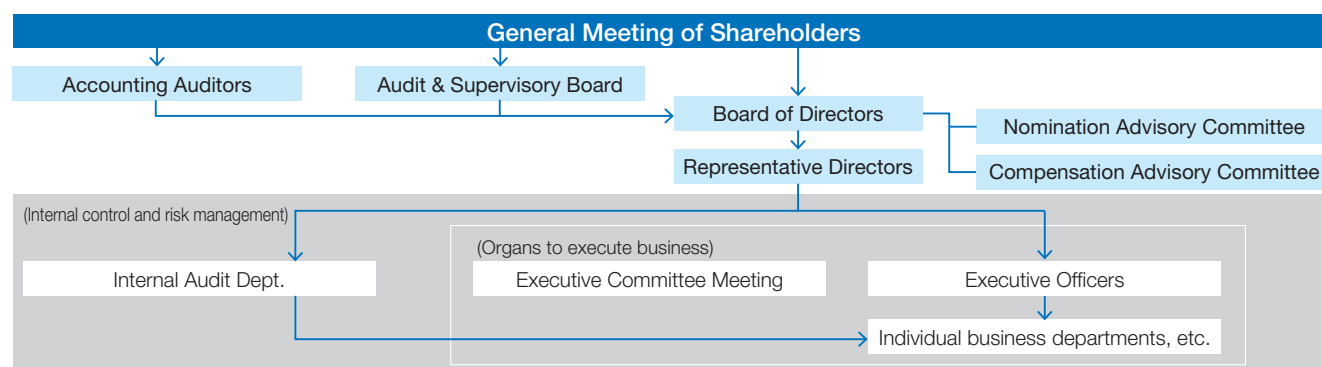 General Meeting of Shareholders
Accounting Auditors
Audit & Supervisory Board
Board of Directors
Nomination Advisory Committee
Representative Directors
Compensation Advisory Committee
(Internal control and risk management)
(Organs to execute business)
Internal Audit Dept.
Executive Committee Meeting
Executive Officers
Individual business departments, etc.